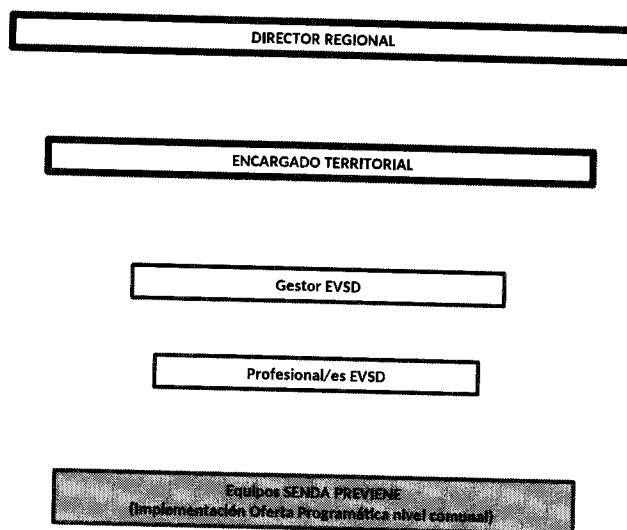 DIRECTOR REGIONAL
ENCARGADO TERRITORIAL
Gestor EVSD
Profesional/es EVSD
Equipos SENDA PREVIENE
(Implementación Oferta Programática nivel comunal)